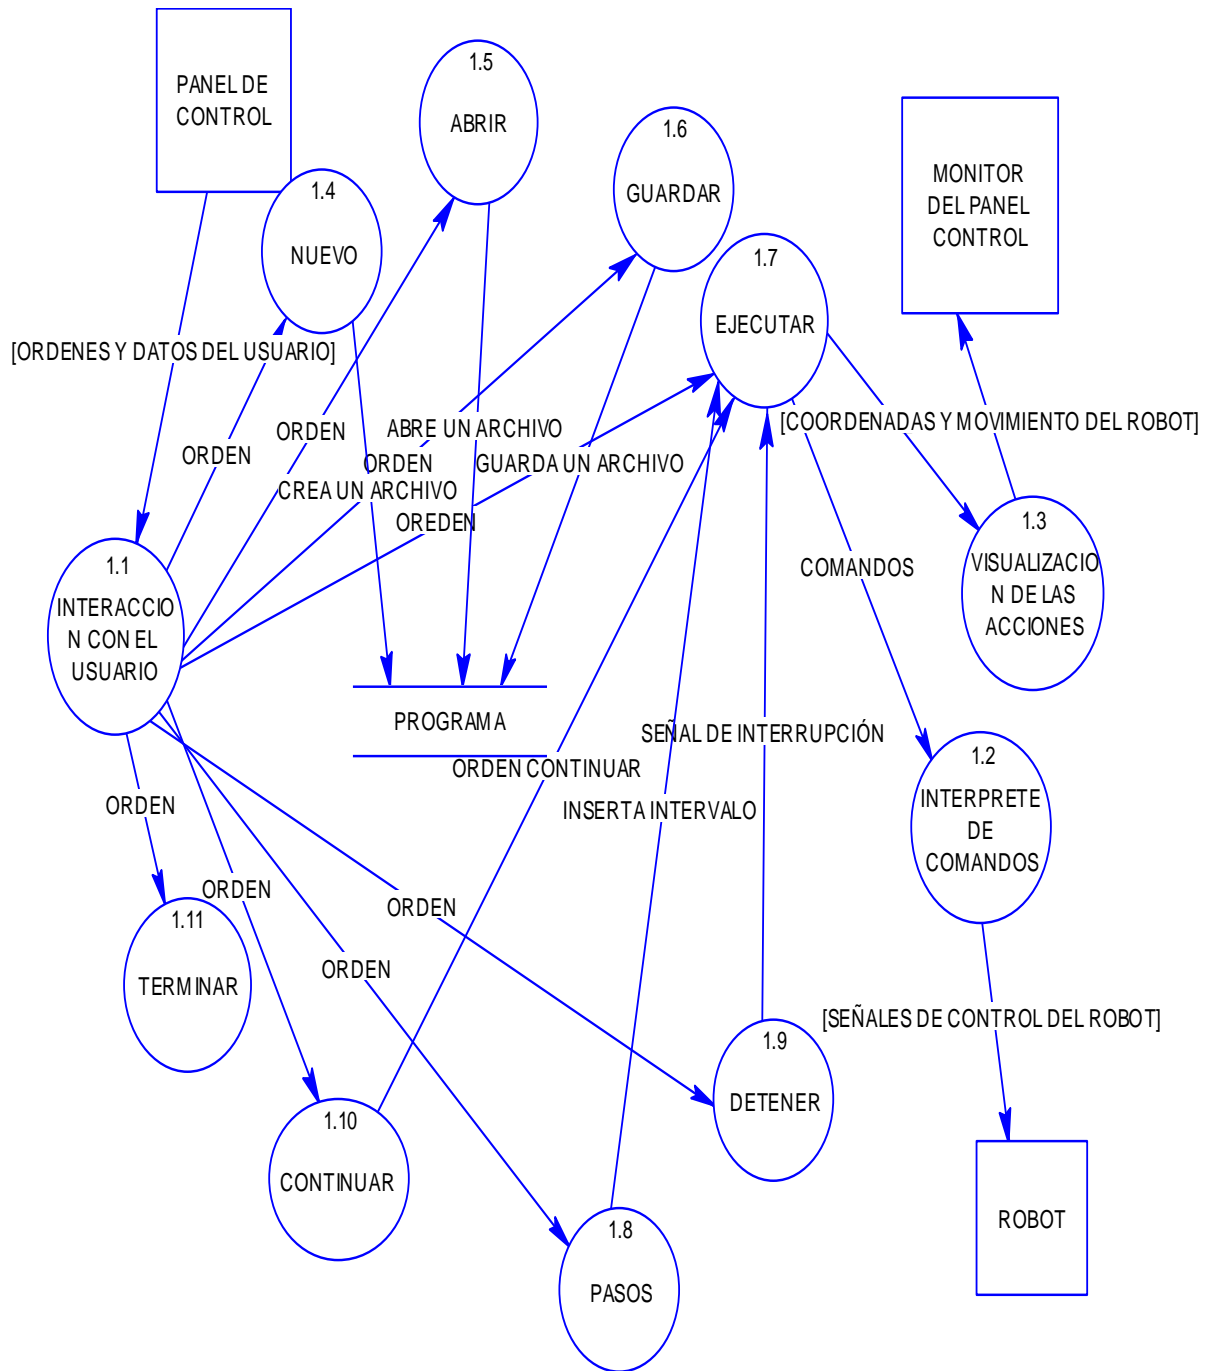 PANEL DE
CONTROL
1.5
ABRIR
1.6
GUARDAR
MONITOR
DEL PANEL
CONTROL
1.4
NUEVO
1.7
EJECUTAR
[ORDENES Y DATOS DEL USUARIO]
ORDEN
ORDEN
ABRE UN ARCHIVO
ORDEN
GUARDA UN ARCHIVO
CREA UN ARCHIVO
OREDEN
[COORDENADAS Y MOVIMIENTO DEL ROBOT]
1.3
VISUALIZACIO
N DE LAS
ACCIONES
1.1
INTERACCIO
N CON EL
USUARIO
COMANDOS
PROGRAMA
SEÑAL DE INTERRUPCIÓN
ORDEN CONTINUAR
INSERTA INTERVALO
1.2
INTERPRETE
DE
COMANDOS
ORDEN
ORDEN
ORDEN
ORDEN
1.11
TERMINAR
[SEÑALES DE CONTROL DEL ROBOT]
1.9
DETENER
1.10
CONTINUAR
1.8
PASOS
ROBOT